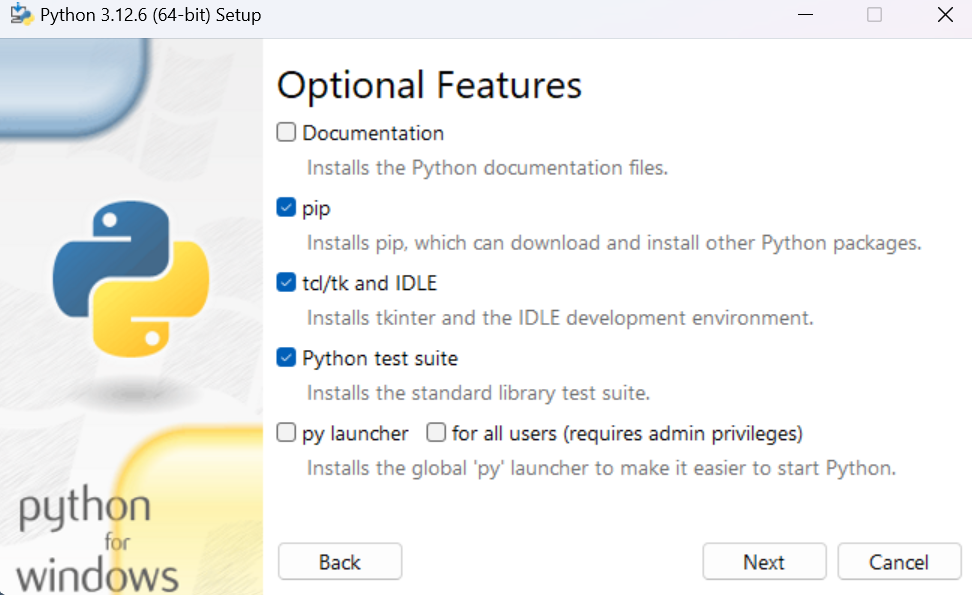 Python 3.12.6 (64-bit) Setup
Optional Features
Documentation
Installs the Python documentation files.
pip
Installs pip, which can download and install other Python packages.
tcl/tk and IDLE
Installs tkinter and the IDLE development environment.
Python test suite
Installs the standard library test suite.
py launcher for all users (requires admin privileges)
Installs the global 'py' launcher to make it easier to start Python.
python
for
windows
Back Next Cancel